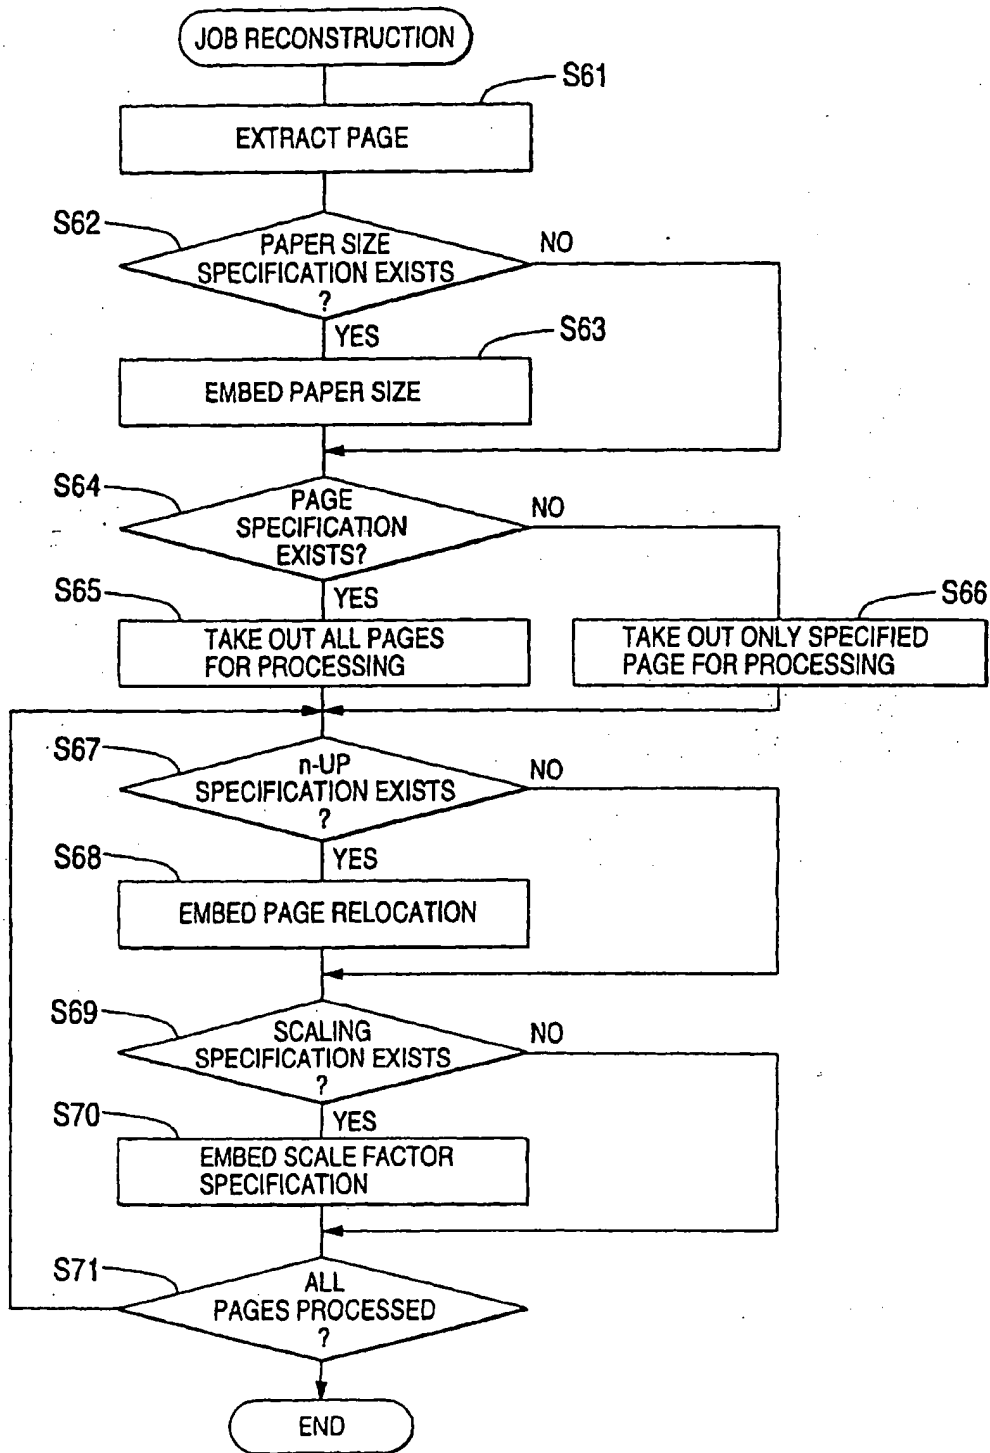 JOB RECONSTRUCTION
S61
EXTRACT PAGE
S62
PAPER SIZE
SPECIFICATION EXISTS
?
NO
YES
S63
EMBED PAPER SIZE
S64
PAGE
SPECIFICATION
EXISTS?
NO
YES
S65
TAKE OUT ALL PAGES
FOR PROCESSING
S66
TAKE OUT ONLY SPECIFIED
PAGE FOR PROCESSING
S67
n-UP
SPECIFICATION EXISTS
?
NO
YES
S68
EMBED PAGE RELOCATION
S69
SCALING
SPECIFICATION EXISTS
?
NO
YES
S70
EMBED SCALE FACTOR
SPECIFICATION
S71
ALL
PAGES PROCESSED
?
END